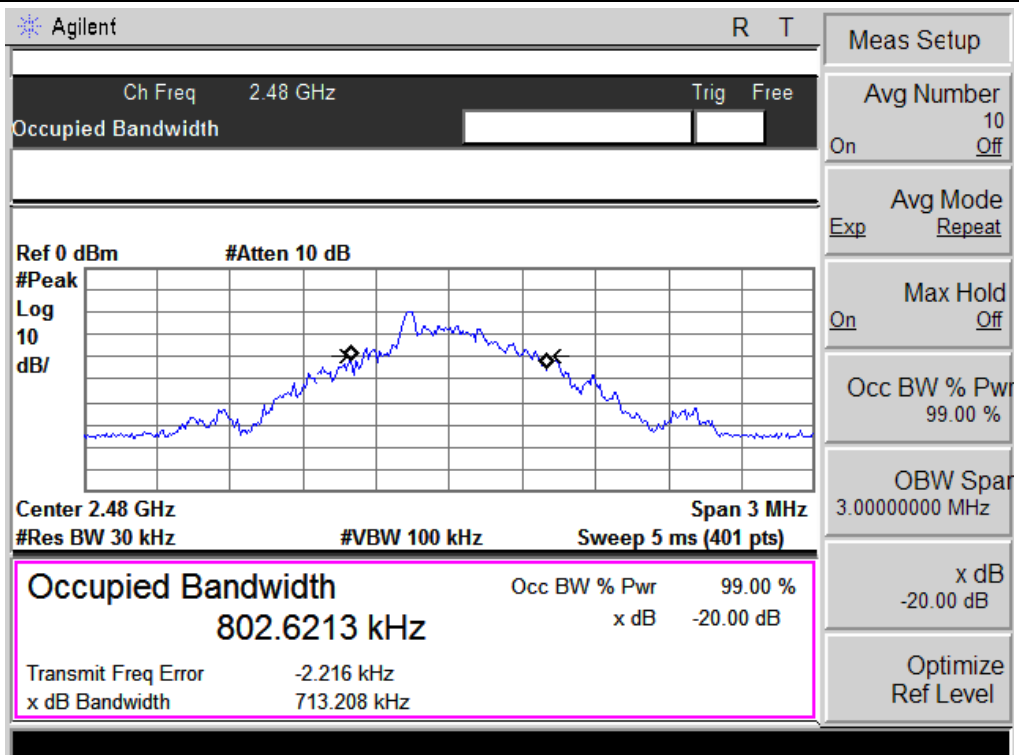 Agilent R T
Ch Freq 2.48 GHz Trig Free
Occupied Bandwidth
Ref 0 dBm #Atten 10 dB
#Peak
Log
10
dB/
Center 2.48 GHz Span 3 MHz
#Res BW 30 kHz #VBW 100 kHz Sweep 5 ms (401 pts)
Occupied Bandwidth Occ BW % Pwr 99.00 %
802.6213 kHz x dB -20.00 dB
Transmit Freq Error -2.216 kHz
x dB Bandwidth 713.208 kHz
Meas Setup
Avg Number
10
On Off
Avg Mode
Exp Repeat
Max Hold
On Off
Occ BW % Pwr
99.00 %
OBW Span
3.00000000 MHz
x dB
-20.00 dB
Optimize
Ref Level